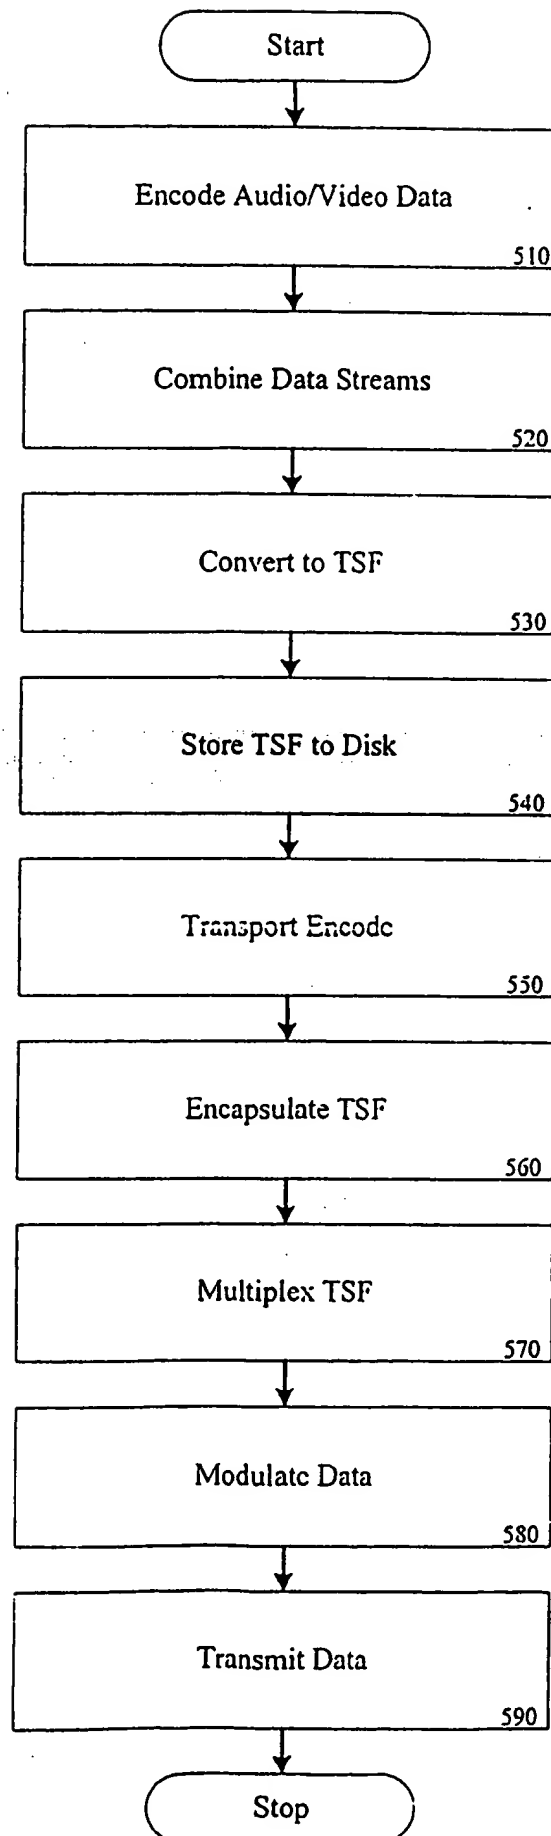 Start
Encode Audio/Video Data
510
Combine Data Streams
520
Convert to TSF
530
Store TSF to Disk
540
Transport Encode
550
Encapsulate TSF
560
Multiplex TSF
570
Modulate Data
580
Transmit Data
590
Stop